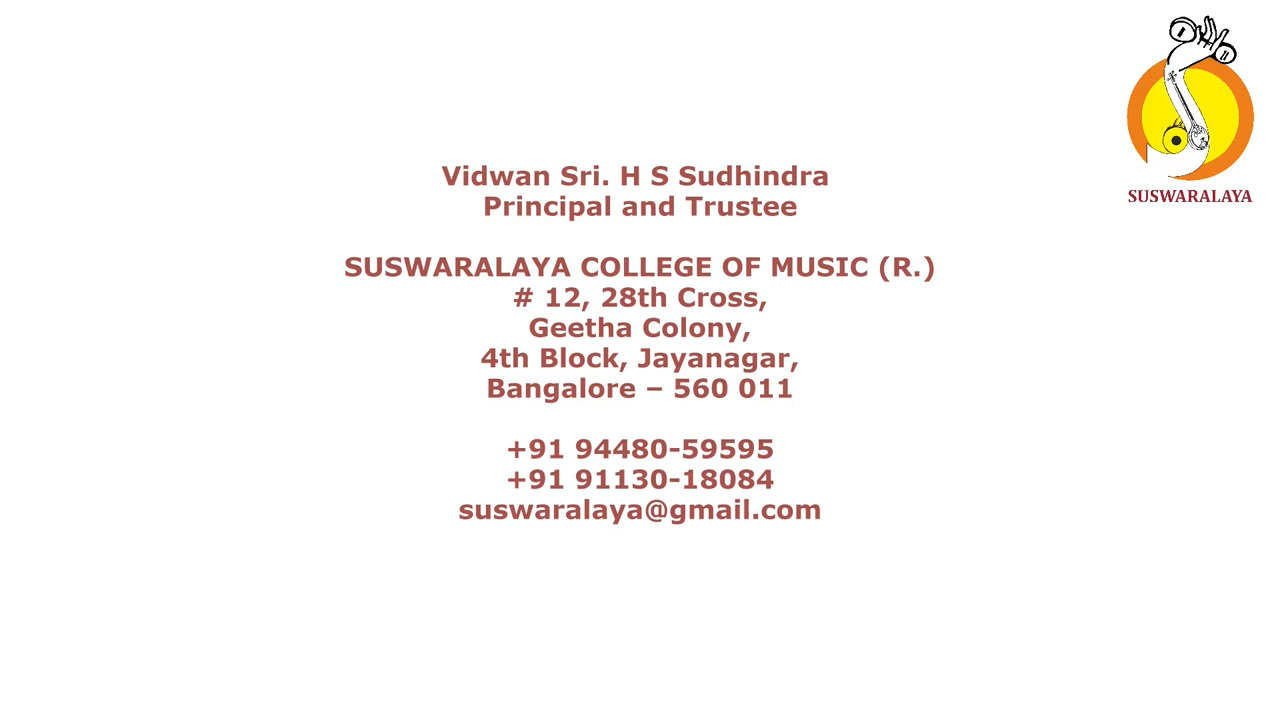 Vidwan Sri. H S Sudhindra
Principal and Trustee
SUSWARALAYA COLLEGE OF MUSIC (R.)
# 12, 28th Cross,
Geetha Colony,
4th Block, Jayanagar,
Bangalore – 560 011
+91 94480-59595
+91 91130-18084
suswaralaya@gmail.com
SUSWARALAYA